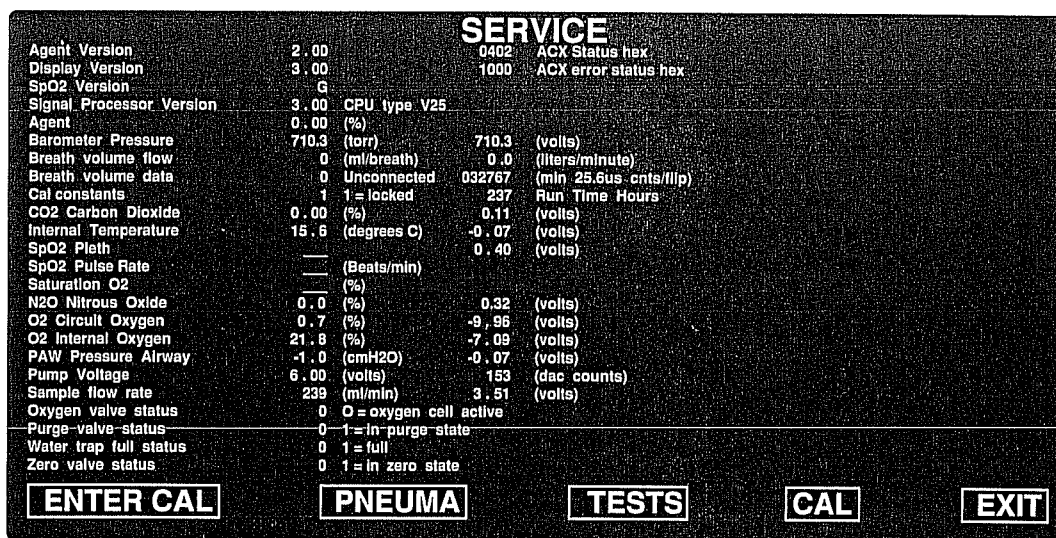 SERVICE
Agent Version 2.00 0402 ACX Status hex
Display Version 3.00 1000 ACX error status hex
SpO2 Version G
Signal Processor Version 3.00 CPU type V25
Agent 0.00 (%)
Barometer Pressure 710.3 (torr) 710.3 (volts)
Breath volume flow 0 (ml/breath) 0.0 (liters/minute)
Breath volume data 0 Unconnected 032767 (min 25.6us cnts/flip)
Cal constants 1 1=locked 237 Run Time Hours
CO2 Carbon Dioxide 0.00 (%) 0.11 (volts)
Internal Temperature 15.6 (degrees C) -0.07 (volts)
SpO2 Pleth 0.40 (volts)
SpO2 Pulse Rate __ (Beats/min)
Saturation O2 __ (%)
N2O Nitrous Oxide 0.0 (%) 0.32 (volts)
O2 Circuit Oxygen 0.7 (%) -9.96 (volts)
O2 Internal Oxygen 21.8 (%) -7.09 (volts)
PAW Pressure Airway -1.0 (cmH2O) -0.07 (volts)
Pump Voltage 6.00 (volts) 153 (dac counts)
Sample flow rate 239 (ml/min) 3.51 (volts)
Oxygen valve status 0 O=oxygen cell active
Purge valve status 0 1=in purge state
Water trap full status 0 1=full
Zero valve status 0 1=in zero state
ENTER CAL PNEUMA TESTS CAL EXIT